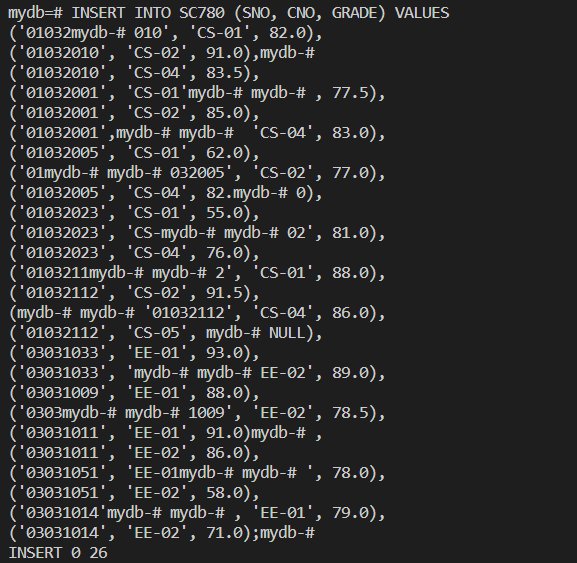 mydb=# INSERT INTO SC780 (SNO, CNO, GRADE) VALUES
('01032mydb-# 010', 'CS-01', 82.0),
('01032010', 'CS-02', 91.0),mydb-#
('01032010', 'CS-04', 83.5),
('01032001', 'CS-01'mydb-# mydb-# , 77.5),
('01032001', 'CS-02', 85.0),
('01032001',mydb-# mydb-#  'CS-04', 83.0),
('01032005', 'CS-01', 62.0),
('01mydb-# mydb-# 032005', 'CS-02', 77.0),
('01032005', 'CS-04', 82.mydb-# 0),
('01032023', 'CS-01', 55.0),
('01032023', 'CS-mydb-# mydb-# 02', 81.0),
('01032023', 'CS-04', 76.0),
('0103211mydb-# mydb-# 2', 'CS-01', 88.0),
('01032112', 'CS-02', 91.5),
(mydb-# mydb-# '01032112', 'CS-04', 86.0),
('01032112', 'CS-05', mydb-# NULL),
('03031033', 'EE-01', 93.0),
('03031033', 'mydb-# mydb-# EE-02', 89.0),
('03031009', 'EE-01', 88.0),
('0303mydb-# mydb-# 1009', 'EE-02', 78.5),
('03031011', 'EE-01', 91.0)mydb-# ,
('03031011', 'EE-02', 86.0),
('03031051', 'EE-01mydb-# mydb-# ', 78.0),
('03031051', 'EE-02', 58.0),
('03031014'mydb-# mydb-# , 'EE-01', 79.0),
('03031014', 'EE-02', 71.0);mydb-#
INSERT 0 26